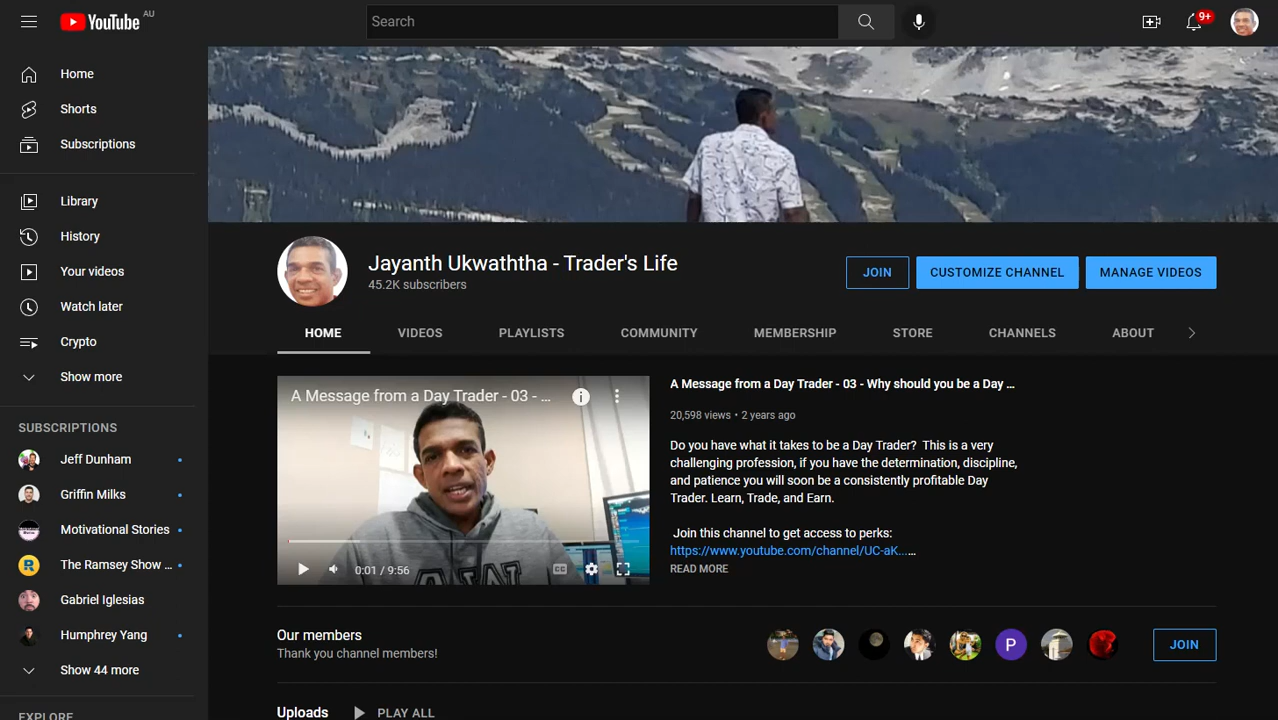 YouTube AU
Search
9+
Home
Shorts
Subscriptions
Library
History
Your videos
Watch later
Crypto
Show more
SUBSCRIPTIONS
Jeff Dunham
Griffin Milks
Motivational Stories
The Ramsey Show ...
Gabriel Iglesias
Humphrey Yang
Show 44 more
EXPLORE
Jayanth Ukwaththa - Trader's Life
45.2K subscribers
JOIN
CUSTOMIZE CHANNEL
MANAGE VIDEOS
HOME VIDEOS PLAYLISTS COMMUNITY MEMBERSHIP STORE CHANNELS ABOUT
A Message from a Day Trader - 03 - ...
0:01 / 9:56
CC
A Message from a Day Trader - 03 - Why should you be a Day ...
20,598 views • 2 years ago
Do you have what it takes to be a Day Trader? This is a very
challenging profession, if you have the determination, discipline,
and patience you will soon be a consistently profitable Day
Trader. Learn, Trade, and Earn.
Join this channel to get access to perks:
https://www.youtube.com/channel/UC-aK......
READ MORE
Our members
Thank you channel members!
P
JOIN
Uploads PLAY ALL